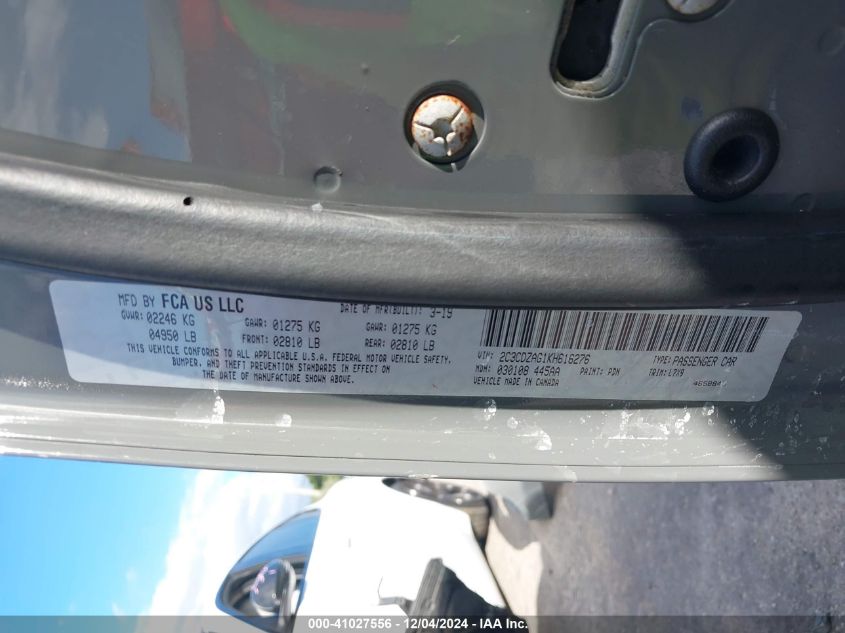 MFD BY FCA US LLC
DATE OF MFR(BUILT): 3-19
GVWR: 02246 KG
04950 LB
GAWR: 01275 KG
FRONT: 02810 LB
GAWR: 01275 KG
REAR: 02810 LB
THIS VEHICLE CONFORMS TO ALL APPLICABLE U.S.A. FEDERAL MOTOR VEHICLE SAFETY,
BUMPER, AND THEFT PREVENTION STANDARDS IN EFFECT ON
THE DATE OF MANUFACTURE SHOWN ABOVE.
VIN: 2C3CDZAG1KH616276
TYPE: PASSENGER CAR
MDH: 030108 445AA
PAINT: PDN
TRIM: L7X9
VEHICLE MADE IN CANADA
000-41027556 - 12/04/2024 - IAA Inc.